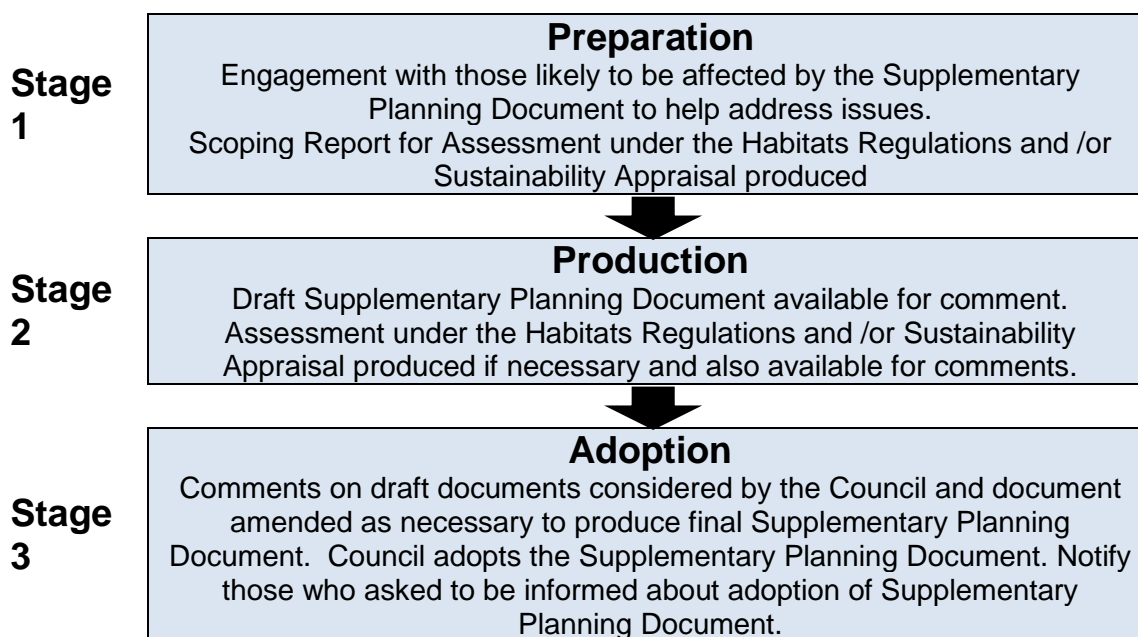 Preparation
Stage 1
Engagement with those likely to be affected by the Supplementary
Planning Document to help address issues.
Scoping Report for Assessment under the Habitats Regulations and /or
Sustainability Appraisal produced
Production
Stage 2
Draft Supplementary Planning Document available for comment.
Assessment under the Habitats Regulations and /or Sustainability
Appraisal produced if necessary and also available for comments.
Adoption
Stage 3
Comments on draft documents considered by the Council and document
amended as necessary to produce final Supplementary Planning
Document.  Council adopts the Supplementary Planning Document. Notify
those who asked to be informed about adoption of Supplementary
Planning Document.